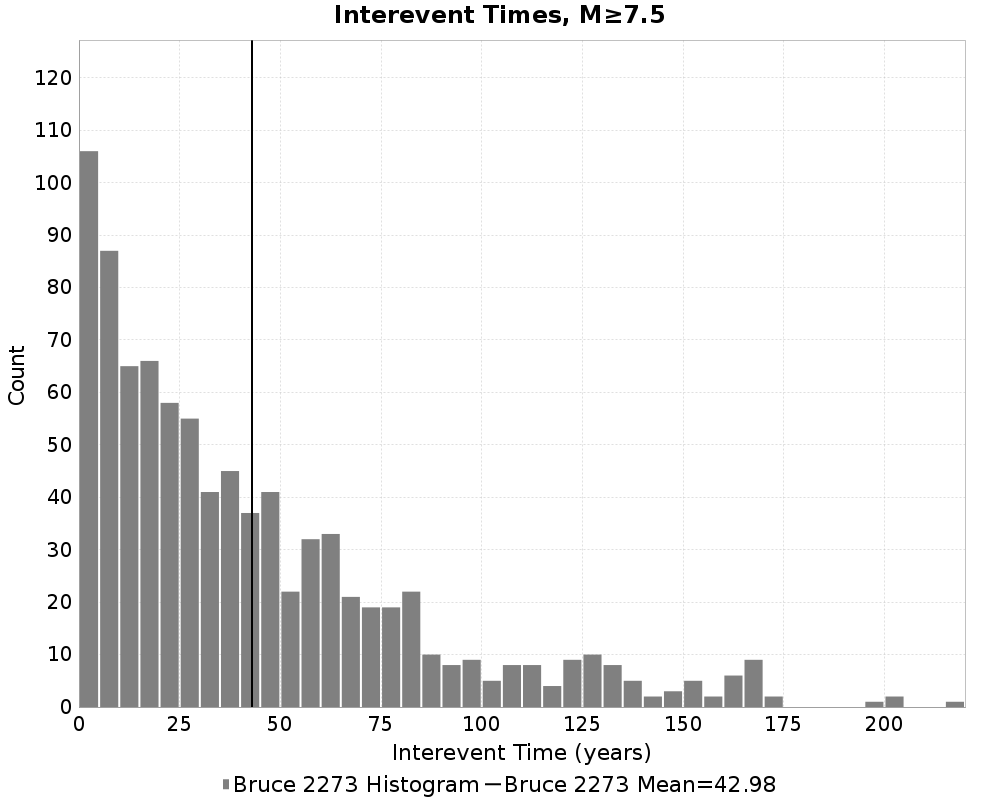 Interevent Times, M≥7.5
120
110
100
90
80
70
60
50
40
30
20
10
0
Count
0 25 50 75 100 125 150 175 200
Interevent Time (years)
Bruce 2273 Histogram Bruce 2273 Mean=42.98